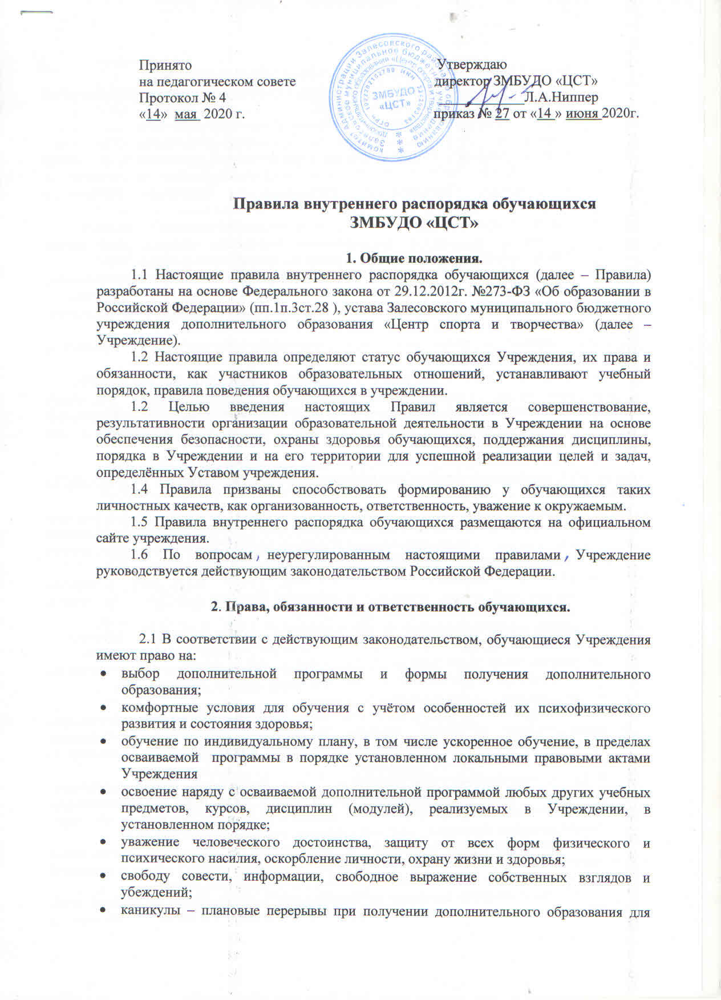 Принято
на педагогическом совете
Протокол № 4
«14» мая 2020 г.
Утверждаю
директор ЗМБУДО «ЦСТ»
Л.А.Ниппер
приказ № 27 от «14 » июня 2020г.
ЗМБУДО
«ЦСТ»
Правила внутреннего распорядка обучающихся
ЗМБУДО «ЦСТ»
1. Общие положения.
1.1 Настоящие правила внутреннего распорядка обучающихся (далее – Правила)
разработаны на основе Федерального закона от 29.12.2012г. №273-ФЗ «Об образовании в
Российской Федерации» (пп.1п.3ст.28 ), устава Залесовского муниципального бюджетного
учреждения дополнительного образования «Центр спорта и творчества» (далее –
Учреждение).
1.2 Настоящие правила определяют статус обучающихся Учреждения, их права и
обязанности, как участников образовательных отношений, устанавливают учебный
порядок, правила поведения обучающихся в учреждении.
1.2 Целью введения настоящих Правил является совершенствование,
результативности организации образовательной деятельности в Учреждении на основе
обеспечения безопасности, охраны здоровья обучающихся, поддержания дисциплины,
порядка в Учреждении и на его территории для успешной реализации целей и задач,
определённых Уставом учреждения.
1.4 Правила призваны способствовать формированию у обучающихся таких
личностных качеств, как организованность, ответственность, уважение к окружаемым.
1.5 Правила внутреннего распорядка обучающихся размещаются на официальном
сайте учреждения.
1.6 По вопросам, неурегулированным настоящими правилами, Учреждение
руководствуется действующим законодательством Российской Федерации.
2. Права, обязанности и ответственность обучающихся.
2.1 В соответствии с действующим законодательством, обучающиеся Учреждения
имеют право на:
• выбор дополнительной программы и формы получения дополнительного
образования;
• комфортные условия для обучения с учётом особенностей их психофизического
развития и состояния здоровья;
• обучение по индивидуальному плану, в том числе ускоренное обучение, в пределах
осваиваемой программы в порядке установленном локальными правовыми актами
Учреждения
• освоение наряду с осваиваемой дополнительной программой любых других учебных
предметов, курсов, дисциплин (модулей), реализуемых в Учреждении, в
установленном порядке;
• уважение человеческого достоинства, защиту от всех форм физического и
психического насилия, оскорбление личности, охрану жизни и здоровья;
• свободу совести, информации, свободное выражение собственных взглядов и
убеждений;
• каникулы – плановые перерывы при получении дополнительного образования для